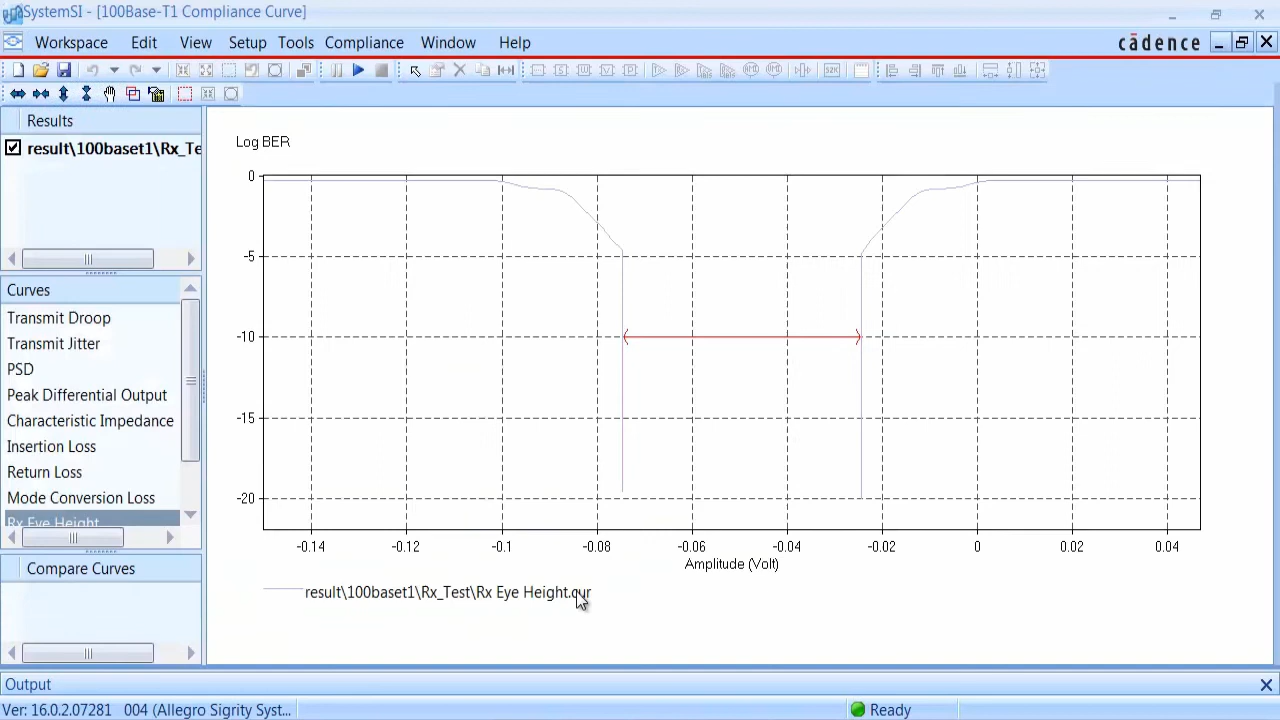 SystemSI - [100Base-T1 Compliance Curve]
Workspace Edit View Setup Tools Compliance Window Help
cādence
Results
result\100baset1\Rx_Te
Curves
Transmit Droop
Transmit Jitter
PSD
Peak Differential Output
Characteristic Impedance
Insertion Loss
Return Loss
Mode Conversion Loss
Rx Eye Height
Compare Curves
Log BER
0
-5
-10
-15
-20
-0.14 -0.12 -0.1 -0.08 -0.06 -0.04 -0.02 0 0.02 0.04
Amplitude (Volt)
result\100baset1\Rx_Test\Rx Eye Height.cur
Output
Ver: 16.0.2.07281 004 (Allegro Sigrity Syst... Ready